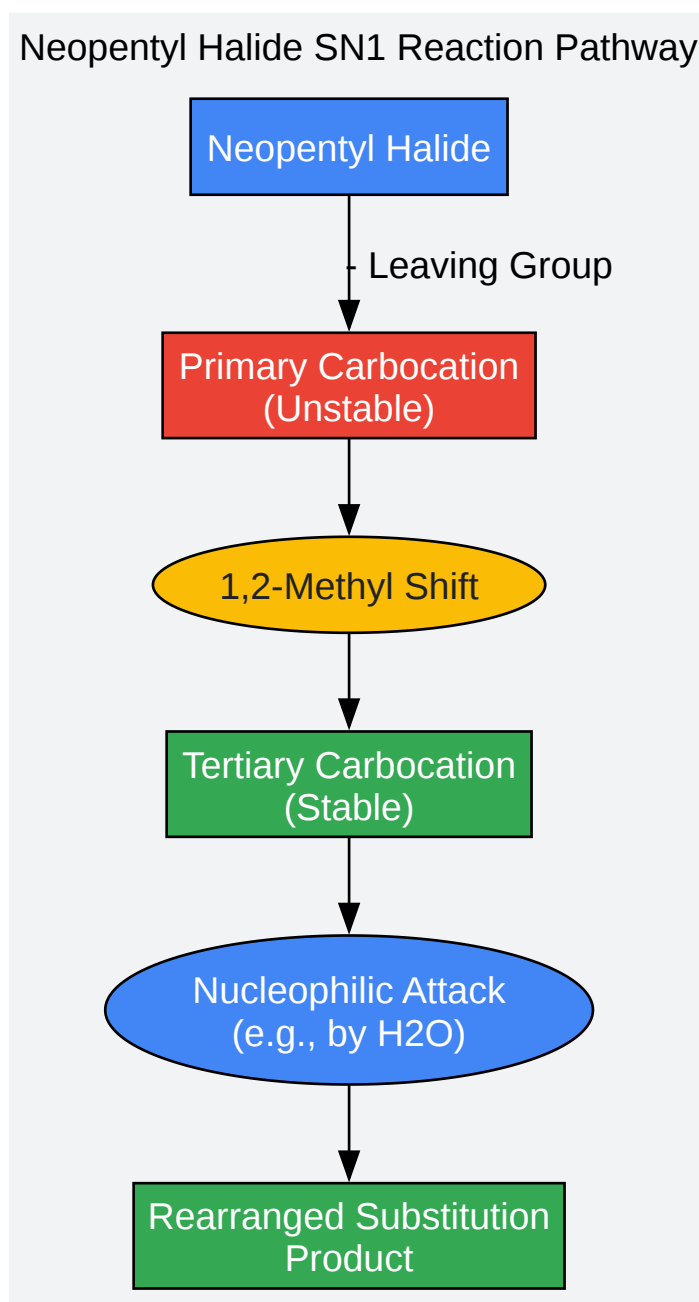 Neopentyl Halide SN1 Reaction Pathway
Neopentyl Halide
- Leaving Group
Primary Carbocation
(Unstable)
1,2-Methyl Shift
Tertiary Carbocation
(Stable)
Nucleophilic Attack
(e.g., by H2O)
Rearranged Substitution
Product